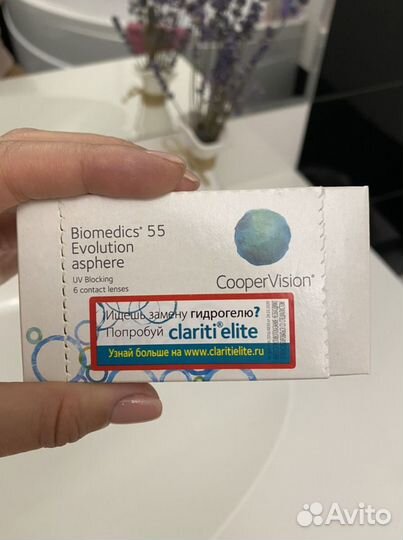 Biomedics® 55
Evolution
asphere
UV Blocking
6 contact lenses
CooperVision®
Ищешь замену гидрогелю?
Попробуй clariti® elite
Узнай больше на www.claritielite.ru
Avito